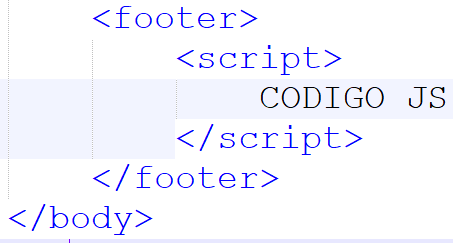 <footer>
<script>
CODIGO JS
</script>
</footer>
</body>